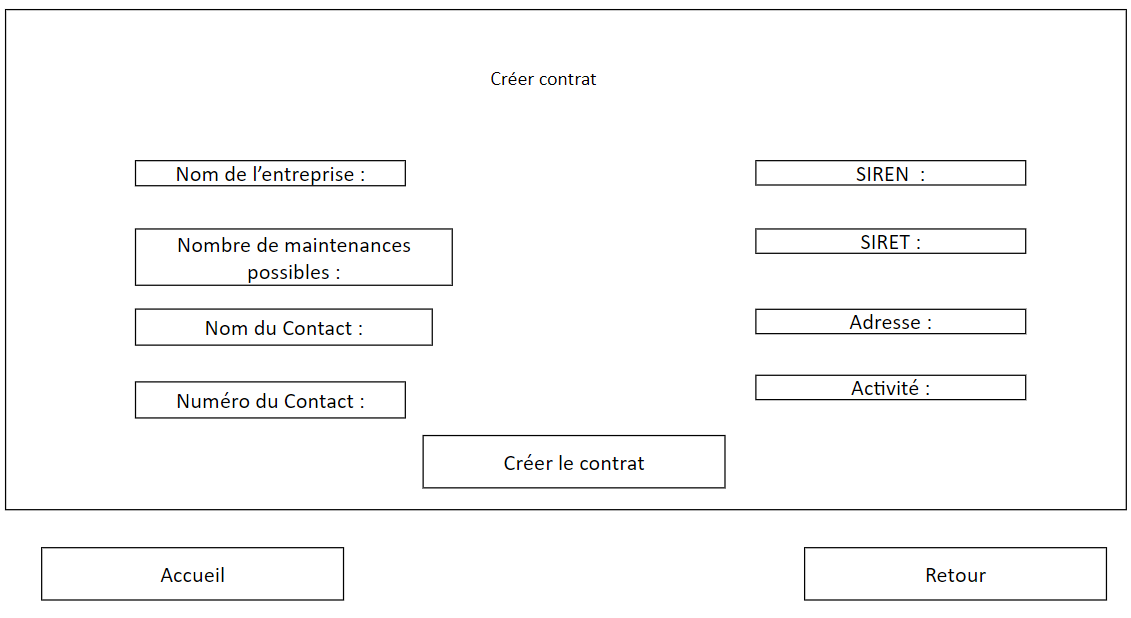 Créer contrat
Nom de l’entreprise :
SIREN  :
Nombre de maintenances
possibles :
SIRET :
Nom du Contact :
Adresse :
Numéro du Contact :
Activité :
Créer le contrat
Accueil
Retour